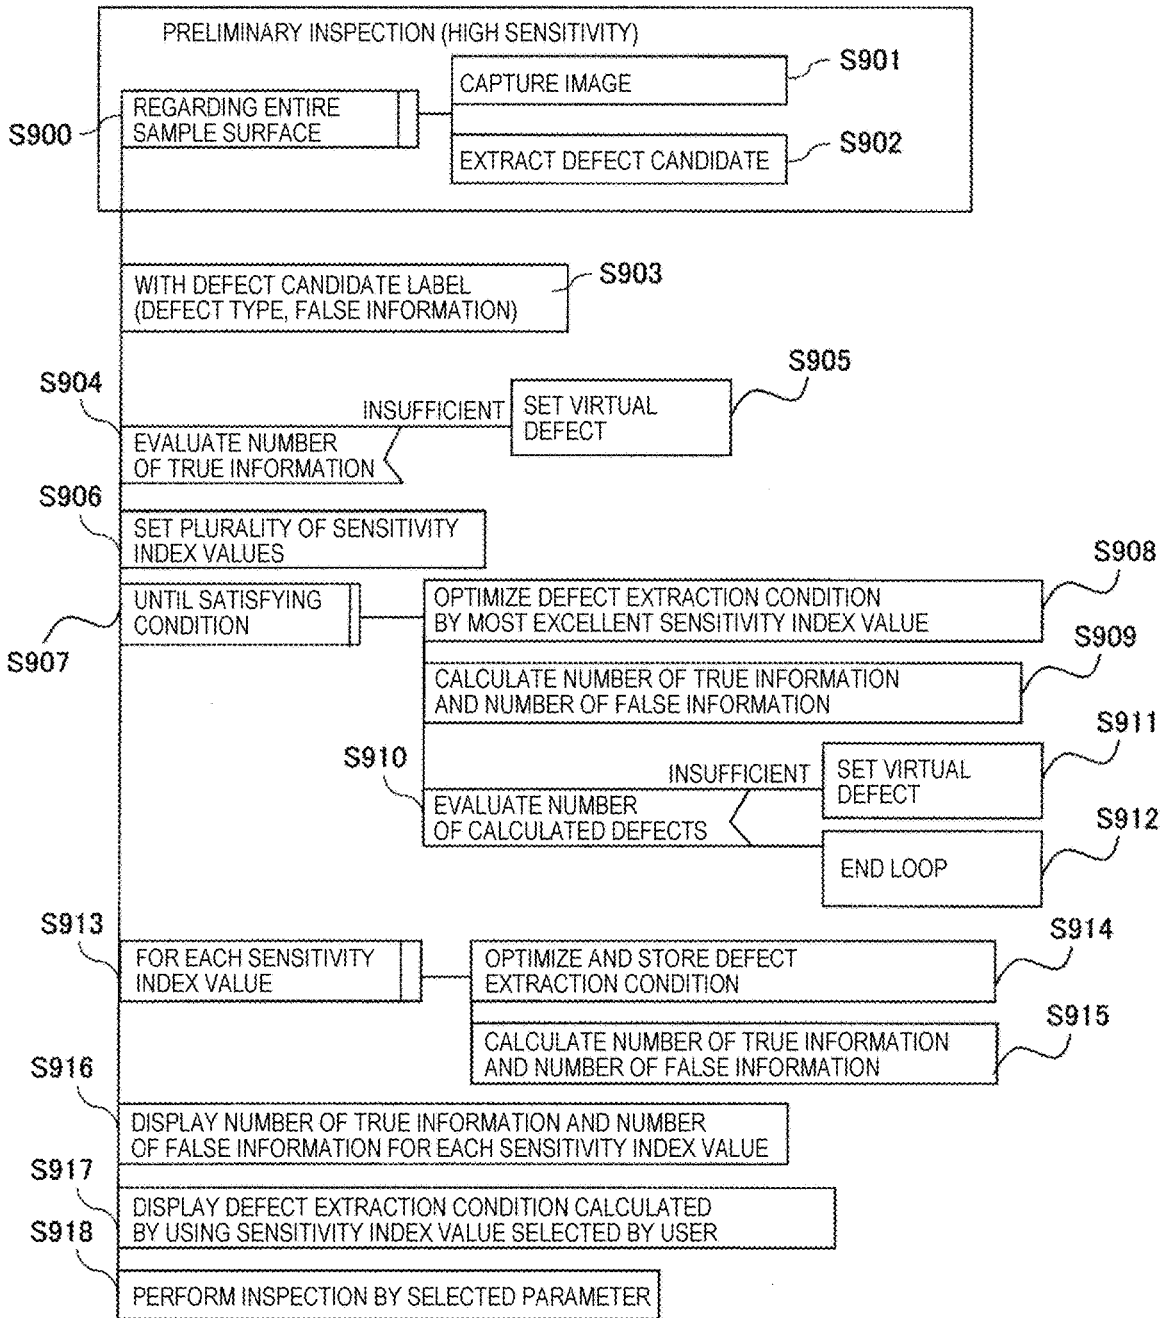 PRELIMINARY INSPECTION (HIGH SENSITIVITY)
S900
REGARDING ENTIRE
SAMPLE SURFACE
CAPTURE IMAGE
S901
EXTRACT DEFECT CANDIDATE
S902
WITH DEFECT CANDIDATE LABEL
(DEFECT TYPE, FALSE INFORMATION)
S903
S904
EVALUATE NUMBER
OF TRUE INFORMATION
INSUFFICIENT
SET VIRTUAL
DEFECT
S905
S906
SET PLURALITY OF SENSITIVITY
INDEX VALUES
S907
UNTIL SATISFYING
CONDITION
OPTIMIZE DEFECT EXTRACTION CONDITION
BY MOST EXCELLENT SENSITIVITY INDEX VALUE
S908
CALCULATE NUMBER OF TRUE INFORMATION
AND NUMBER OF FALSE INFORMATION
S909
S910
EVALUATE NUMBER
OF CALCULATED DEFECTS
INSUFFICIENT
SET VIRTUAL
DEFECT
S911
END LOOP
S912
S913
FOR EACH SENSITIVITY
INDEX VALUE
OPTIMIZE AND STORE DEFECT
EXTRACTION CONDITION
S914
CALCULATE NUMBER OF TRUE INFORMATION
AND NUMBER OF FALSE INFORMATION
S915
S916
DISPLAY NUMBER OF TRUE INFORMATION AND NUMBER
OF FALSE INFORMATION FOR EACH SENSITIVITY INDEX VALUE
S917
DISPLAY DEFECT EXTRACTION CONDITION CALCULATED
BY USING SENSITIVITY INDEX VALUE SELECTED BY USER
S918
PERFORM INSPECTION BY SELECTED PARAMETER